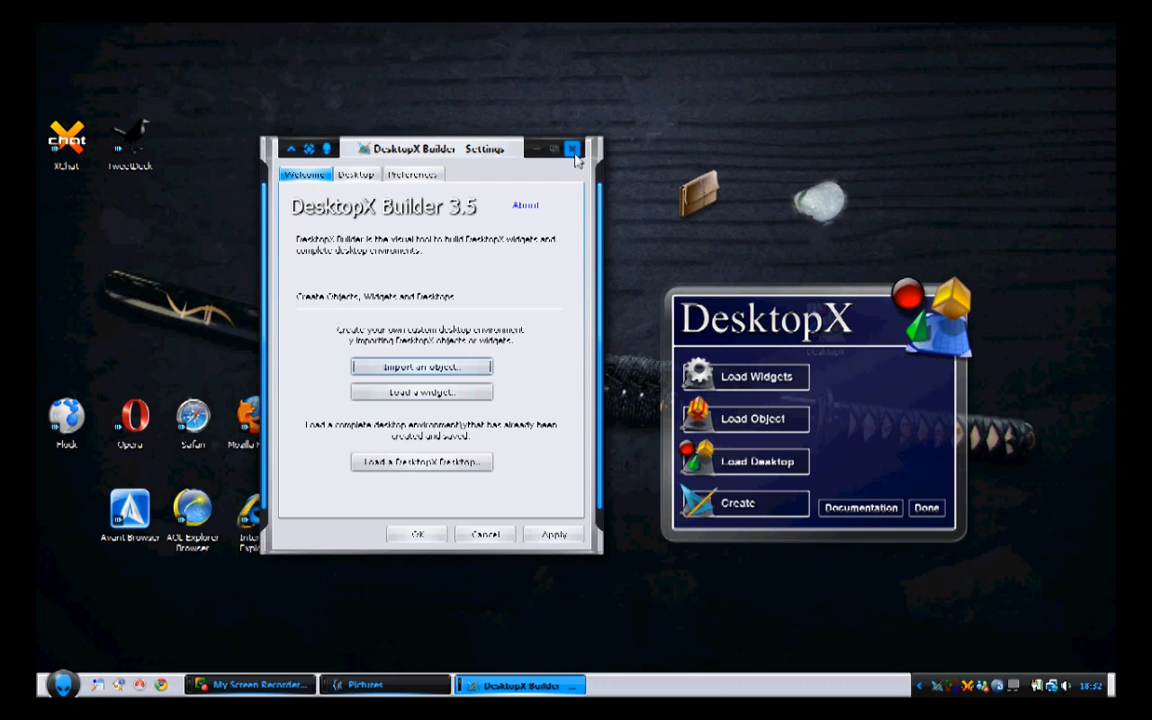 chat
XChat
TweetDeck
Flock
Opera
Safari
Mozilla
Avant Browser
AOL Explorer
Browser
DesktopX Builder Settings
Welcome
Desktop
Preferences
DesktopX Builder 3.5
About
DesktopX Builder is the visual tool to build DesktopX widgets and
complete desktop enviroments.
Create Objects, Widgets and Desktops
Create your own custom desktop environment
y importing DesktopX objects or widgets.
Import an object..
Load a widget..
Load a complete desktop environment)that has already been
created and saved.
Load a DesktopX Desktop..
OK
Cancel
Apply
DesktopX
Load Widgets
Load Object
Load Desktop
Create
Documentation
Done
My Screen Recorder...
Pictures
DesktopX Builder ...
18:32